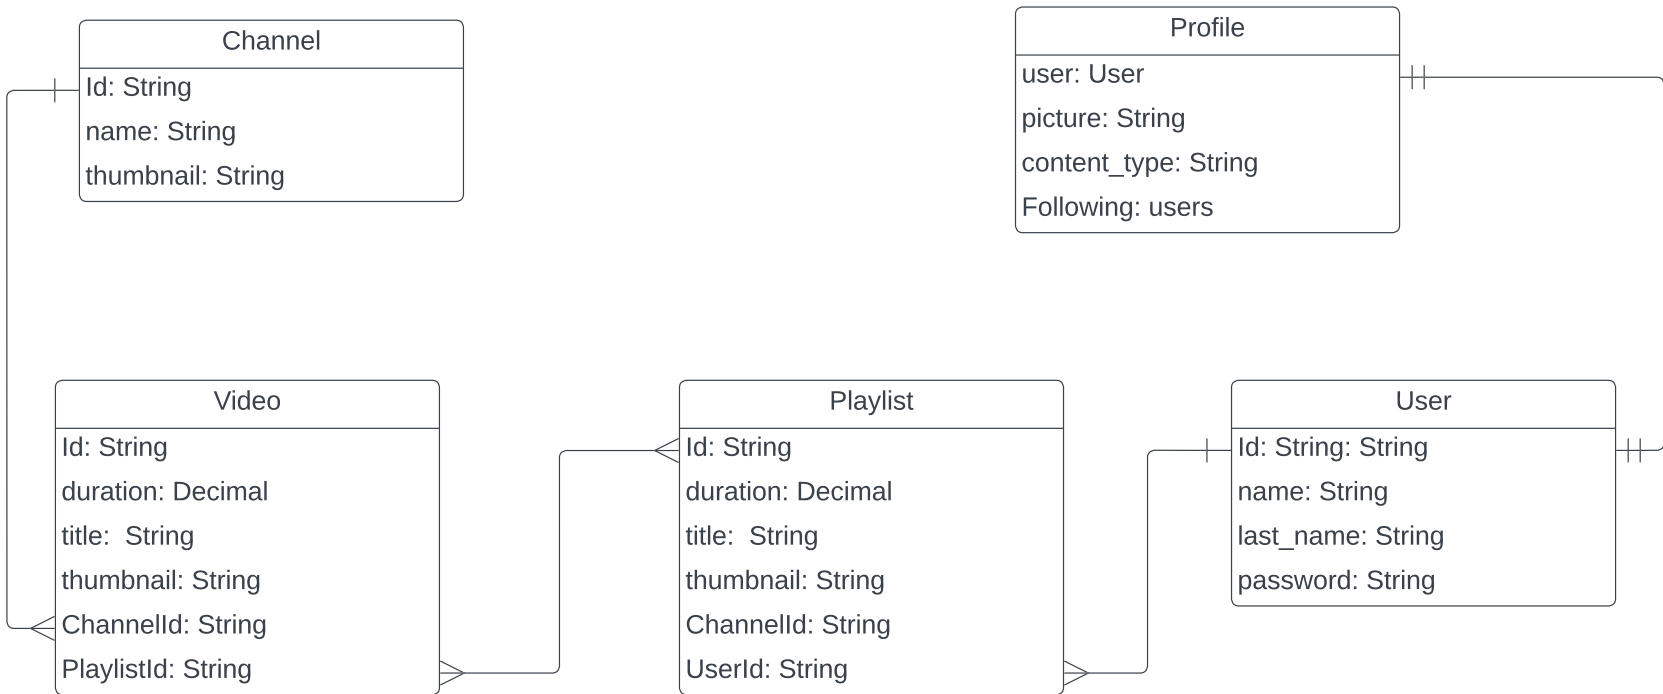 Channel
Id: String
name: String
thumbnail: String
Profile
user: User
picture: String
content_type: String
Following: users
Video
Id: String
duration: Decimal
title:  String
thumbnail: String
ChannelId: String
PlaylistId: String
Playlist
Id: String
duration: Decimal
title:  String
thumbnail: String
ChannelId: String
UserId: String
User
Id: String: String
name: String
last_name: String
password: String